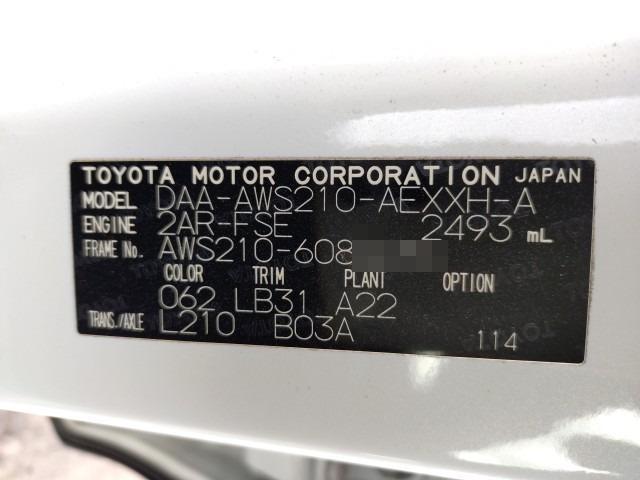 TOYOTA MOTOR CORPORATION JAPAN
MODEL DAA-AWS210-AEXXH-A
ENGINE 2AR-FSE 2493 mL
FRAME No. AWS210-608
COLOR TRIM PLANT OPTION
062 LB31 A22
TRANS./AXLE L210 B03A
114